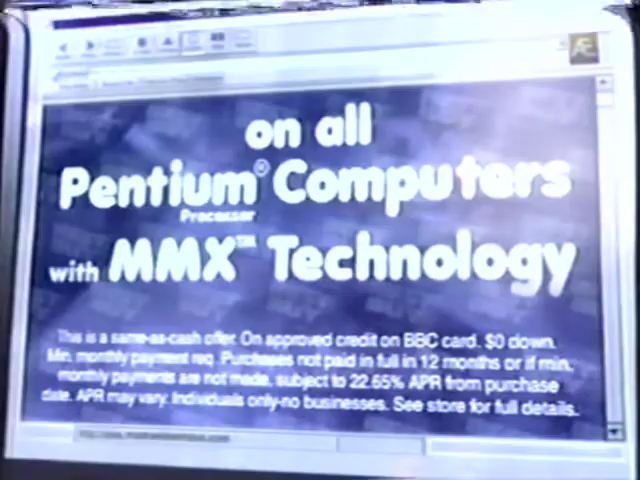 on all
Pentium® Computers
Processor
with MMX™ Technology
This is a same-as-cash offer. On approved credit on BBC card. $0 down.
Min. monthly payment req. Purchases not paid in full in 12 months or if min.
monthly payments are not made, subject to 22.65% APR from purchase
date. APR may vary. Individuals only-no businesses. See store for full details.